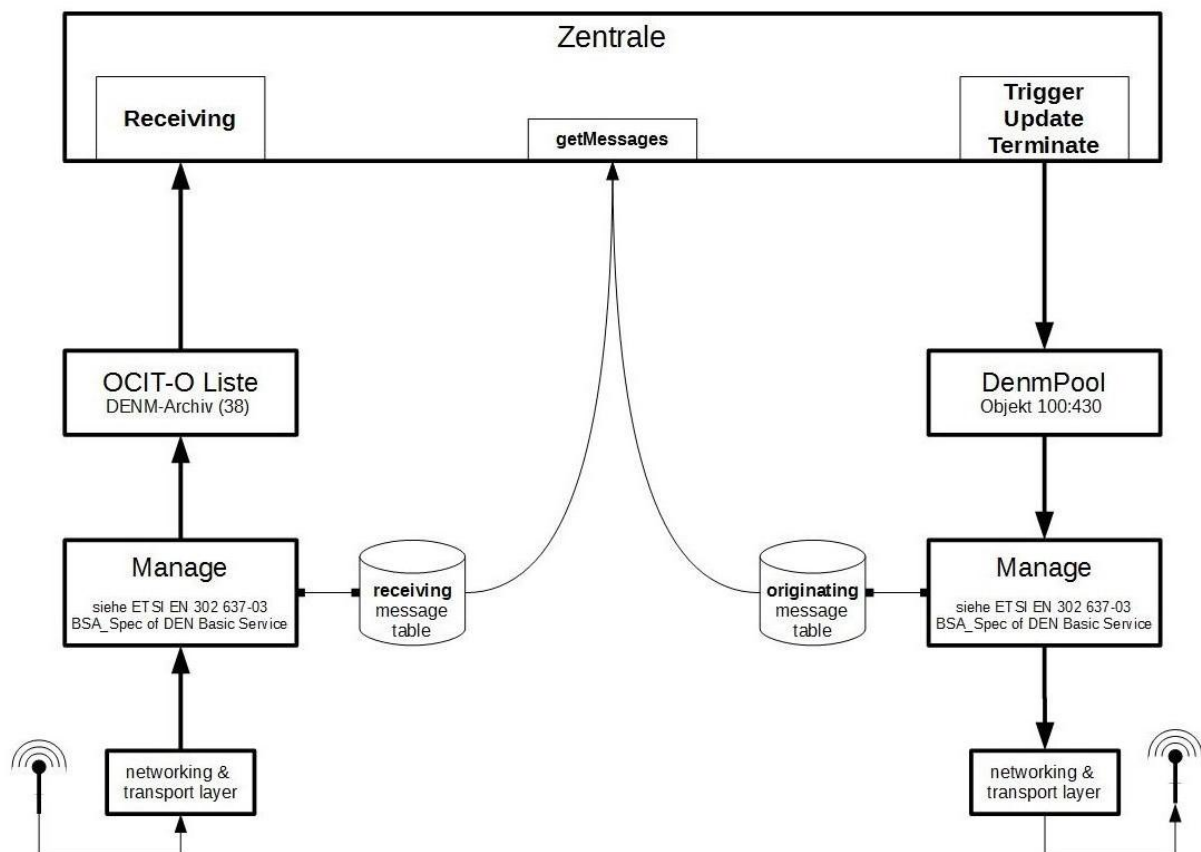 Zentrale
Receiving
getMessages
Trigger
Update
Terminate
OCIT-O Liste
DENM-Archiv (38)
DenmPool
Objekt 100:430
Manage
siehe ETSI EN 302 637-03
BSA_Spec of DEN Basic Service
receiving
message
table
originating
message
table
Manage
siehe ETSI EN 302 637-03
BSA_Spec of DEN Basic Service
networking &
transport layer
networking &
transport layer